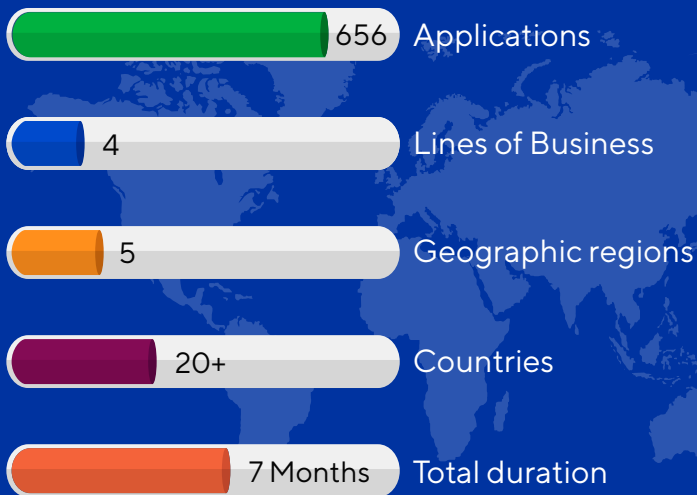 656 Applications
4 Lines of Business
5 Geographic regions
20+ Countries
7 Months Total duration